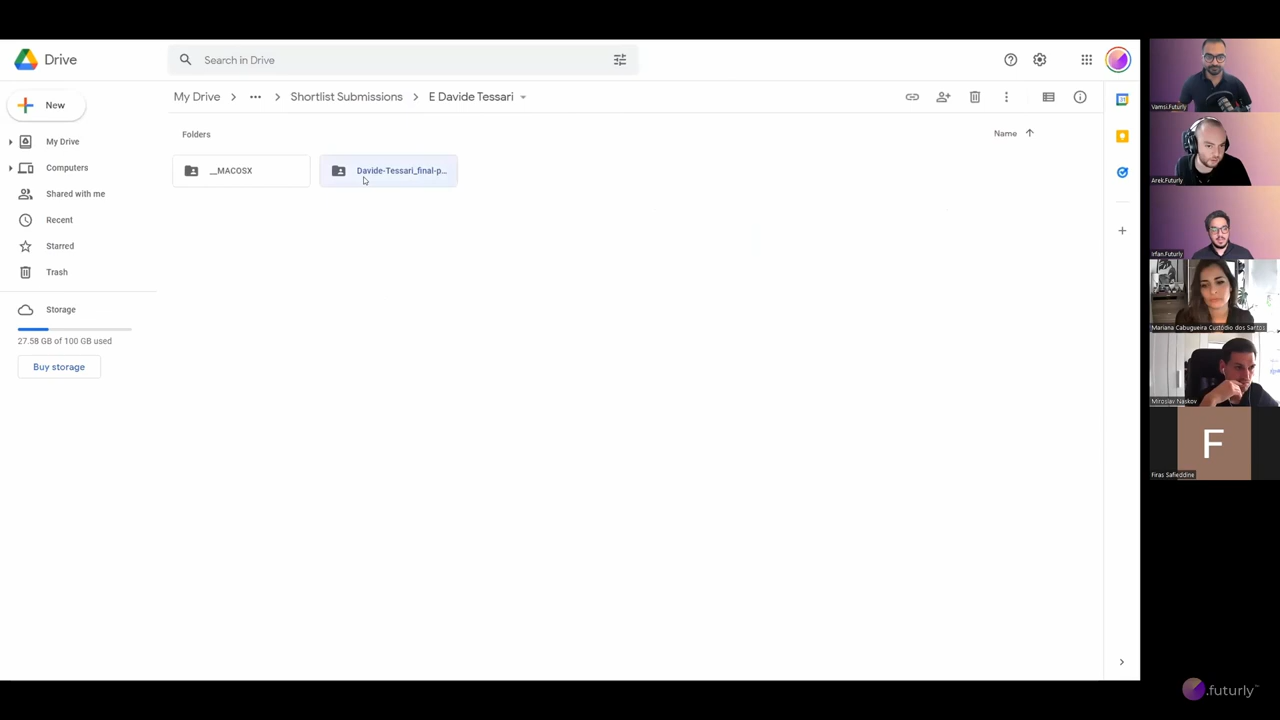 Drive
Search in Drive
New
My Drive
Computers
Shared with me
Recent
Starred
Trash
Storage
27.58 GB of 100 GB used
Buy storage
My Drive
Shortlist Submissions
E Davide Tessari
Folders
Name
__MACOSX
Davide-Tessari_final-p...
Vamsi.Futurly
Arek.Futurly
Irfan.Futurly
Mariana Cabugueira Custódio dos Santos
Miroslav Naskov
F
Firas Safieddine
.futurly™